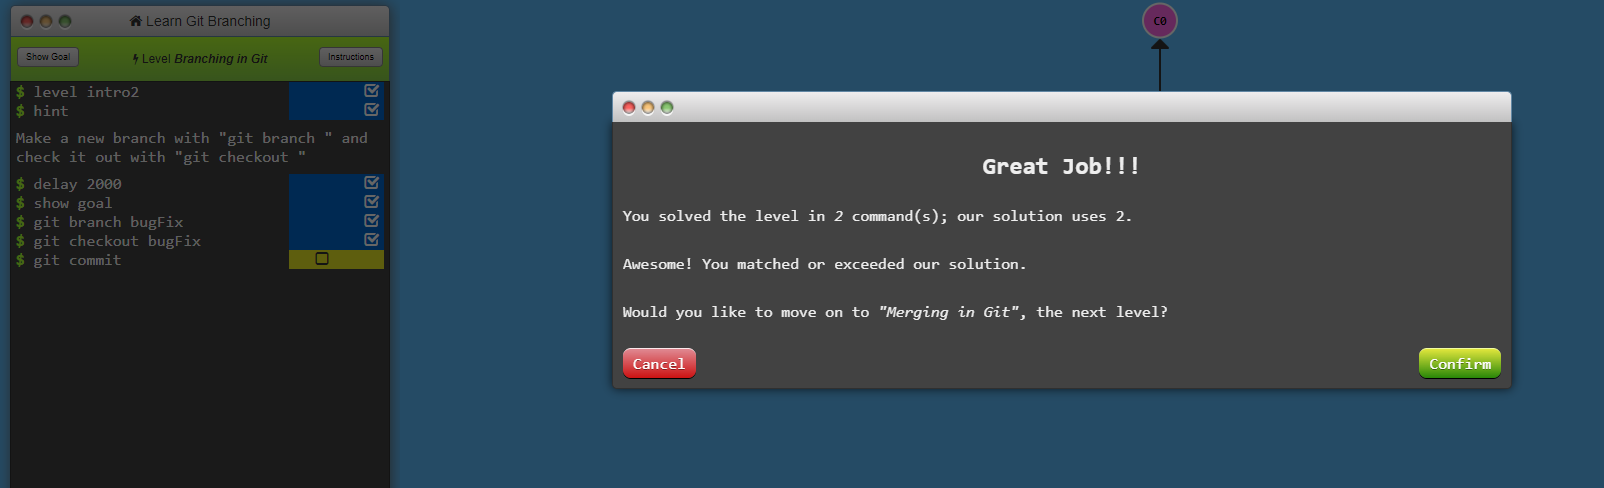 Learn Git Branching
Show Goal
Level Branching in Git
Instructions
$ level intro2
$ hint
Make a new branch with "git branch " and
check it out with "git checkout "
$ delay 2000
$ show goal
$ git branch bugFix
$ git checkout bugFix
$ git commit
C0
Great Job!!!
You solved the level in 2 command(s); our solution uses 2.
Awesome! You matched or exceeded our solution.
Would you like to move on to "Merging in Git", the next level?
Cancel
Confirm